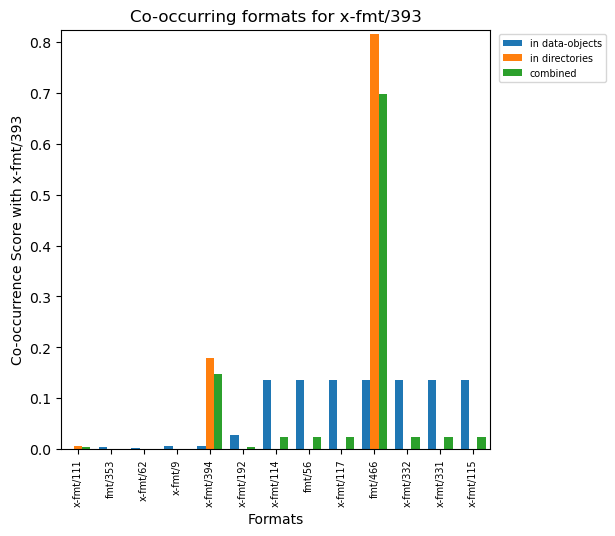 Co-occurring formats for x-fmt/393
in data-objects
in directories
combined
Co-occurrence Score with x-fmt/393
0.8
0.7
0.6
0.5
0.4
0.3
0.2
0.1
0.0
x-fmt/111
fmt/353
x-fmt/62
x-fmt/9
x-fmt/394
x-fmt/192
x-fmt/114
fmt/56
x-fmt/117
fmt/466
x-fmt/332
x-fmt/331
x-fmt/115
Formats